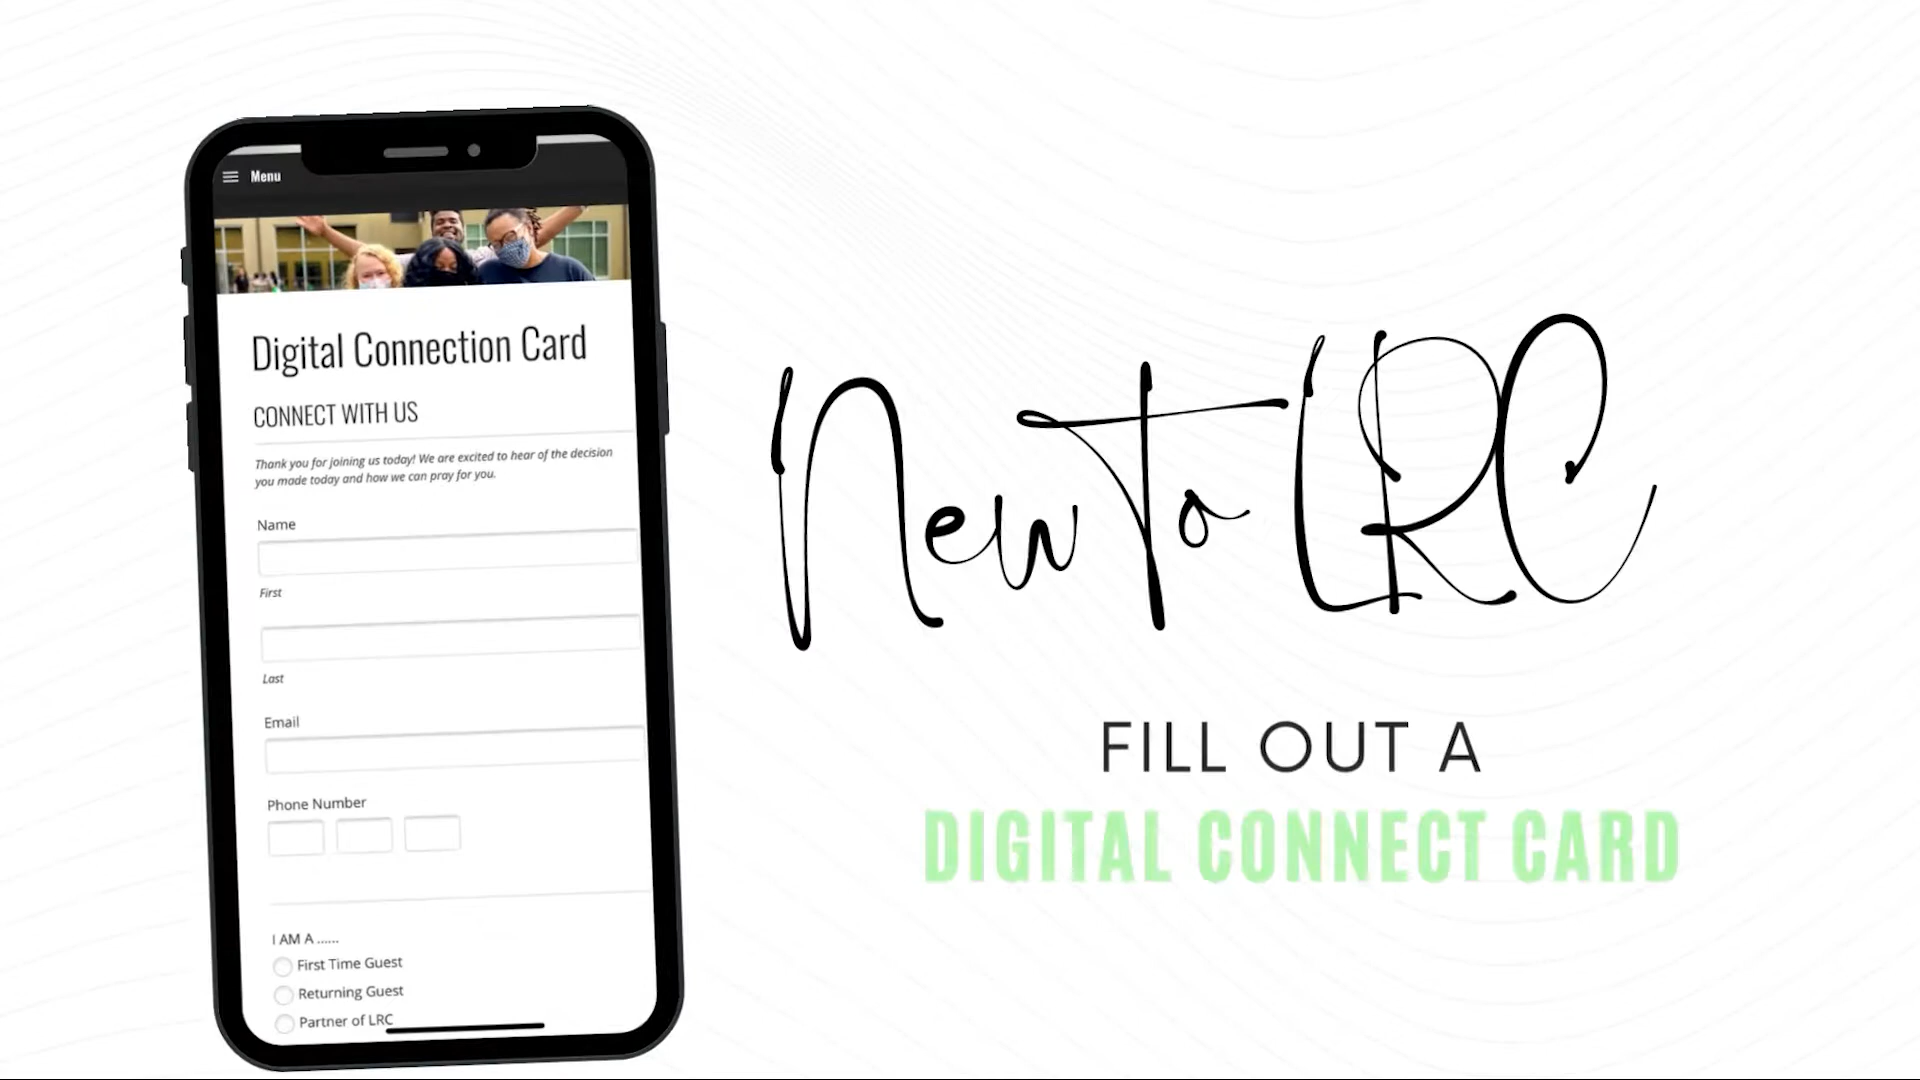 Menu
Digital Connection Card
CONNECT WITH US
Thank you for joining us today! We are excited to hear of the decision
you made today and how we can pray for you.
Name
First
Last
Email
Phone Number
I AM A ......
First Time Guest
Returning Guest
Partner of LRC
New To LRC
FILL OUT A
DIGITAL CONNECT CARD